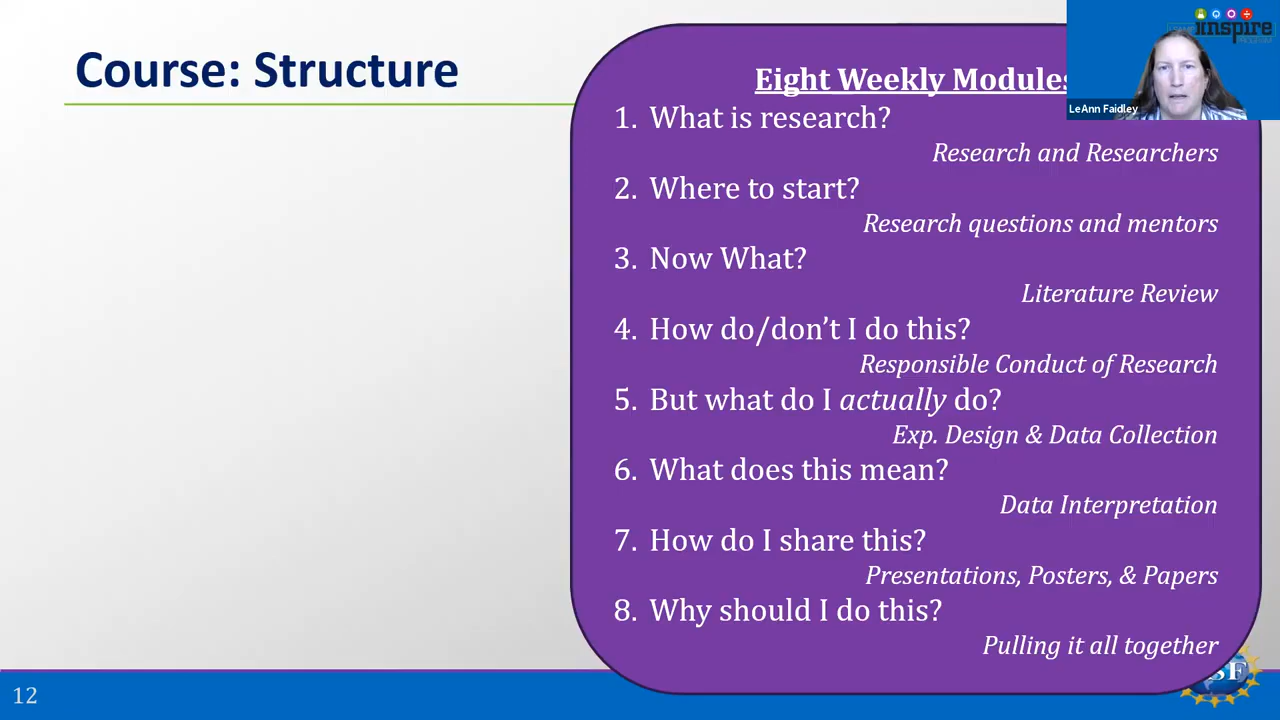 Course: Structure
Eight Weekly Modules
1. What is research?
Research and Researchers
2. Where to start?
Research questions and mentors
3. Now What?
Literature Review
4. How do/don’t I do this?
Responsible Conduct of Research
5. But what do I actually do?
Exp. Design & Data Collection
6. What does this mean?
Data Interpretation
7. How do I share this?
Presentations, Posters, & Papers
8. Why should I do this?
Pulling it all together
12
LeAnn Faidley
IInspire
SF